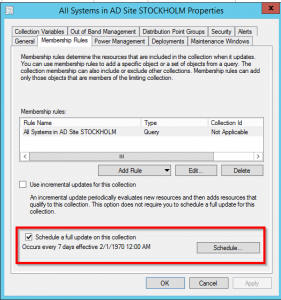 All Systems in AD Site STOCKHOLM Properties
Collection Variables Out of Band Management Distribution Point Groups Security Alerts
General Membership Rules Power Management Deployments Maintenance Windows
Membership rules determine the resources that are included in the collection when it updates.
You can use membership rules to add a specific object or a set of objects from a query. The
collection membership can also include or exclude other collections. Membership rules can add
only those objects that are members of the limiting collection.
Membership rules:
Rule Name Type Collection Id
All Systems in AD Site STOCKHOLM Query Not Applicable
Add Rule Edit... Delete
Use incremental updates for this collection
An incremental update periodically evaluates new resources and then adds resources that
qualify to this collection. This option does not require you to schedule a full update for this
collection.
Schedule a full update on this collection
Occurs every 7 days effective 2/1/1970 12:00 AM
Schedule...
OK Cancel Apply